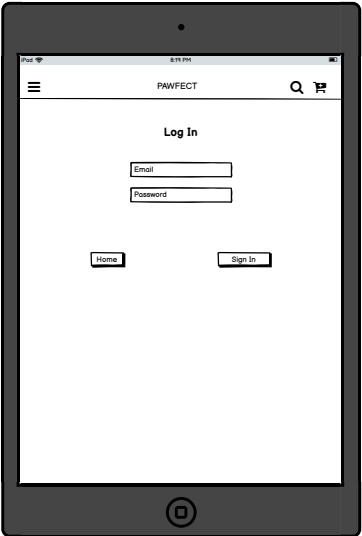 iPad 8:19 PM
PAWFECT
Log In
Email
Password
Home Sign In